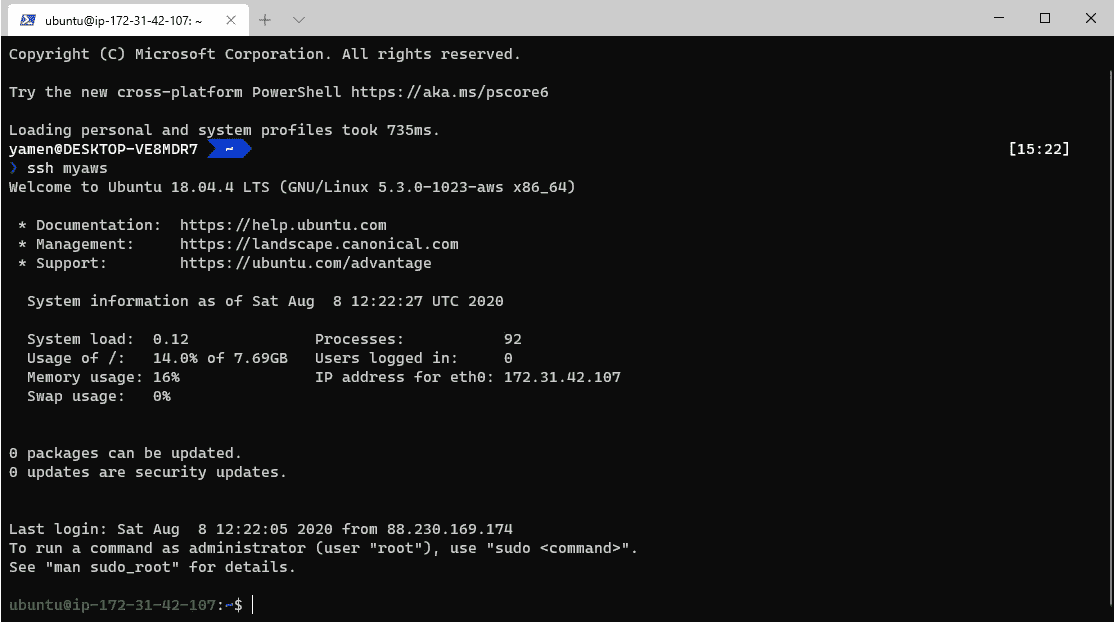 ubuntu@ip-172-31-42-107: ~
Copyright (C) Microsoft Corporation. All rights reserved.
Try the new cross-platform PowerShell https://aka.ms/pscore6
Loading personal and system profiles took 735ms.
yamen@DESKTOP-VE8MDR7 ~ [15:22]
❯ ssh myaws
Welcome to Ubuntu 18.04.4 LTS (GNU/Linux 5.3.0-1023-aws x86_64)
* Documentation:  https://help.ubuntu.com
* Management:     https://landscape.canonical.com
* Support:        https://ubuntu.com/advantage
System information as of Sat Aug  8 12:22:27 UTC 2020
System load:  0.12              Processes:           92
Usage of /:   14.0% of 7.69GB   Users logged in:     0
Memory usage: 16%               IP address for eth0: 172.31.42.107
Swap usage:   0%
0 packages can be updated.
0 updates are security updates.
Last login: Sat Aug  8 12:22:05 2020 from 88.230.169.174
To run a command as administrator (user "root"), use "sudo <command>".
See "man sudo_root" for details.
ubuntu@ip-172-31-42-107:~$